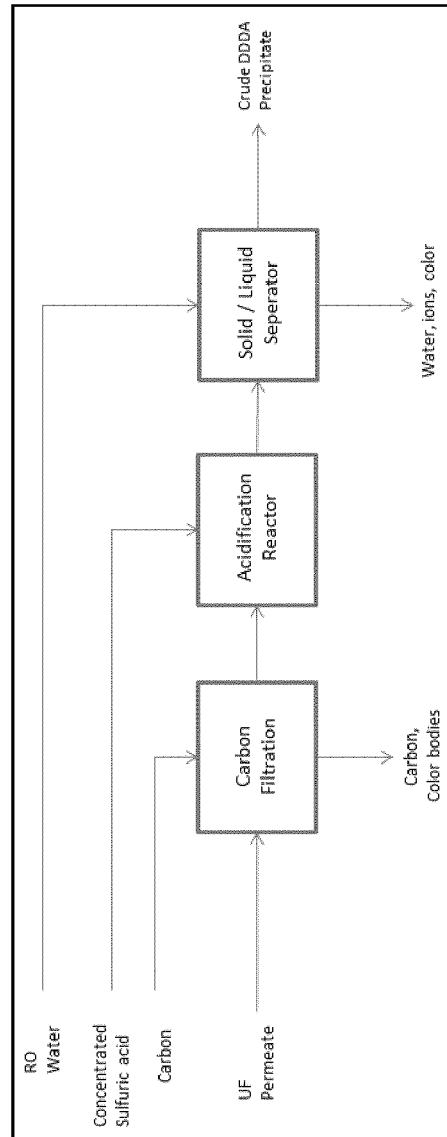 RO
Water
Concentrated
Sulfuric acid
Carbon
UF
Permeate
Carbon
Filtration
Acidification
Reactor
Solid / Liquid
Seperator
Crude DDDA
Precipitate
Carbon,
Color bodies
Water, ions, color